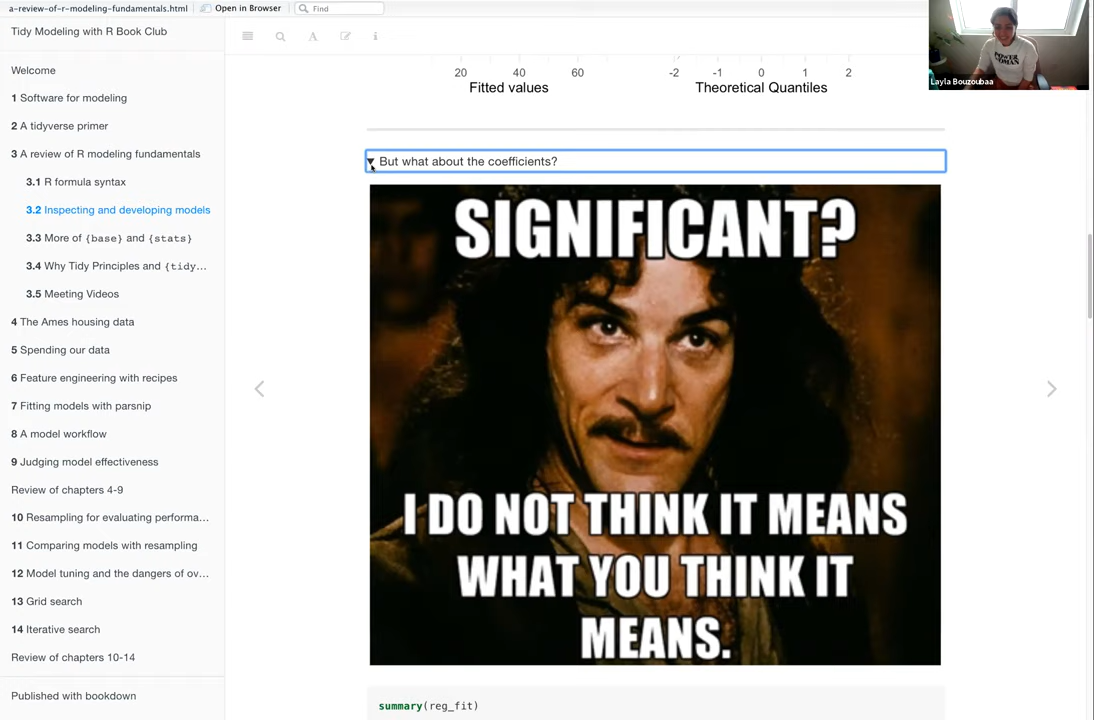 a-review-of-r-modeling-fundamentals.html
Open in Browser
Find
Tidy Modeling with R Book Club
Welcome
1 Software for modeling
2 A tidyverse primer
3 A review of R modeling fundamentals
3.1 R formula syntax
3.2 Inspecting and developing models
3.3 More of {base} and {stats}
3.4 Why Tidy Principles and {tidy…
3.5 Meeting Videos
4 The Ames housing data
5 Spending our data
6 Feature engineering with recipes
7 Fitting models with parsnip
8 A model workflow
9 Judging model effectiveness
Review of chapters 4-9
10 Resampling for evaluating performa…
11 Comparing models with resampling
12 Model tuning and the dangers of ov…
13 Grid search
14 Iterative search
Review of chapters 10-14
Published with bookdown
A
i
20 40 60
Fitted values
-2 -1 0 1 2
Theoretical Quantiles
POWER
WOMAN
Layla Bouzoubaa
But what about the coefficients?
SIGNIFICANT?
I DO NOT THINK IT MEANS
WHAT YOU THINK IT
MEANS.
summary(reg_fit)